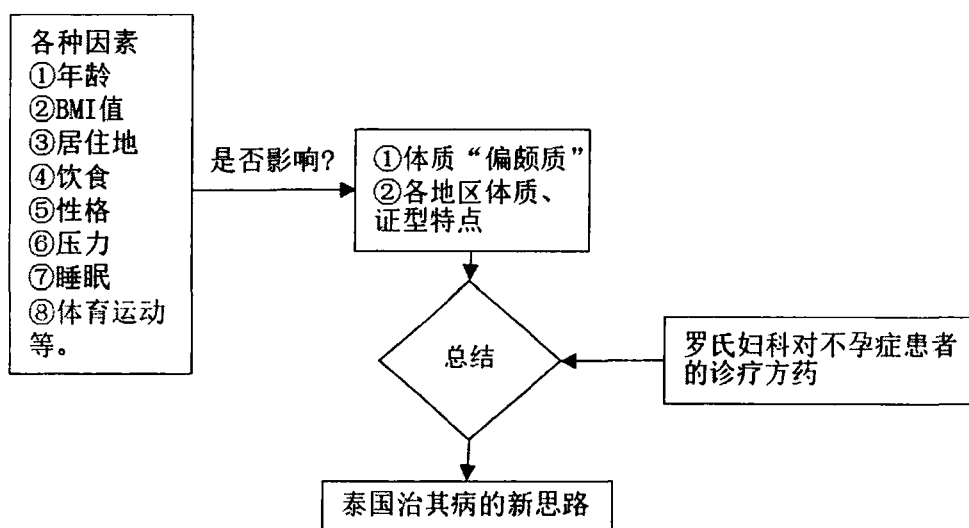 各种因素
①年龄
②BMI值
③居住地
④饮食
⑤性格
⑥压力
⑦睡眠
⑧体育运动
等。
是否影响?
①体质“偏颇质”
②各地区体质、
证型特点
总结
罗氏妇科对不孕症患者
的诊疗方药
泰国治其病的新思路